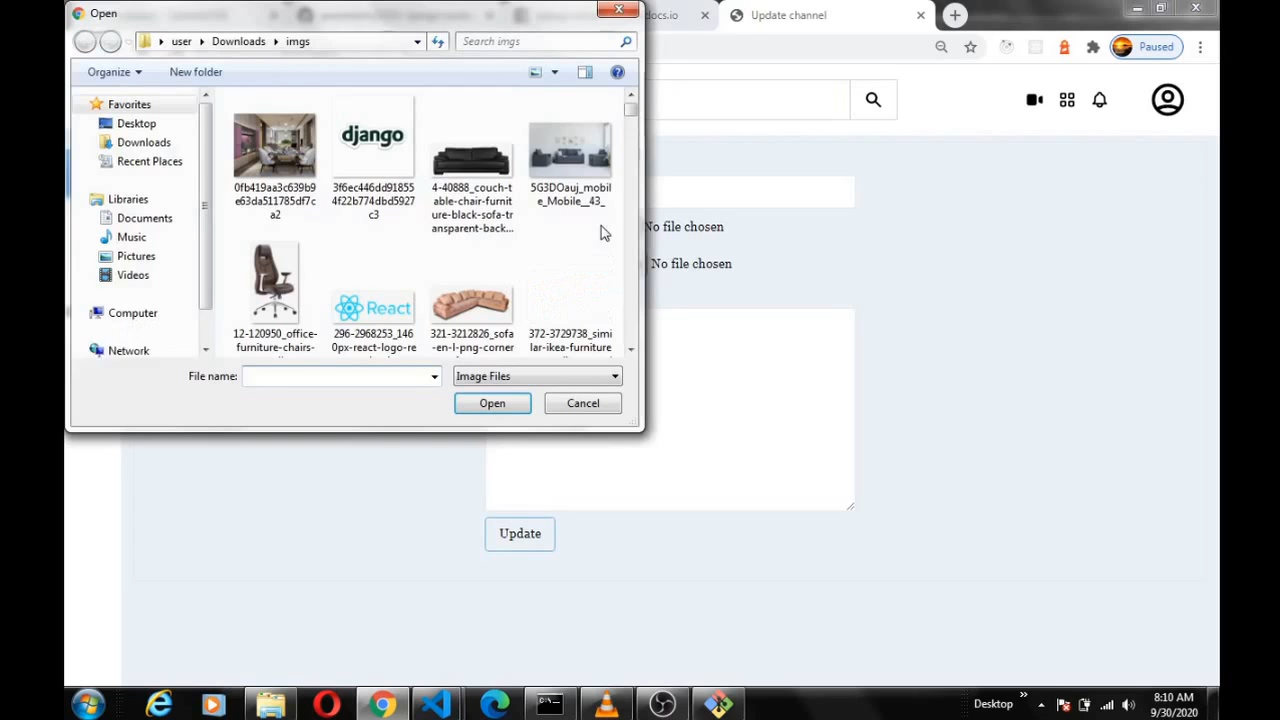 Open
docs.io
Update channel
user
Downloads
imgs
Search imgs
Paused
Organize
New folder
Favorites
Desktop
Downloads
Recent Places
Libraries
Documents
Music
Pictures
Videos
Computer
Network
django
0fb419aa3c639b9
e63da511785df7c
a2
3f6ec446dd91855
4f22b774dbd5927
c3
4-40888_couch-t
able-chair-furnit
ure-black-sofa-tr
ansparent-back...
5G3DOauj_mobil
e_Mobile__43_
React
12-120950_office-
furniture-chairs-
296-2968253_146
0px-react-logo-re
321-3212826_sofa
-en-l-png-corner
372-3729738_simi
lar-ikea-furniture
File name:
Image Files
Open
Cancel
No file chosen
No file chosen
Update
Desktop
8:10 AM
9/30/2020